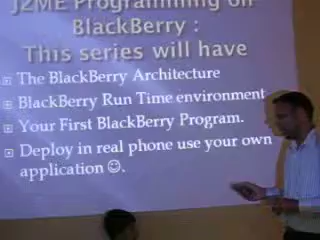 J2ME Programming on
BlackBerry :
This series will have
The BlackBerry Architecture
BlackBerry Run Time environment
Your First BlackBerry Program.
Deploy in real phone use your own
application ☺.